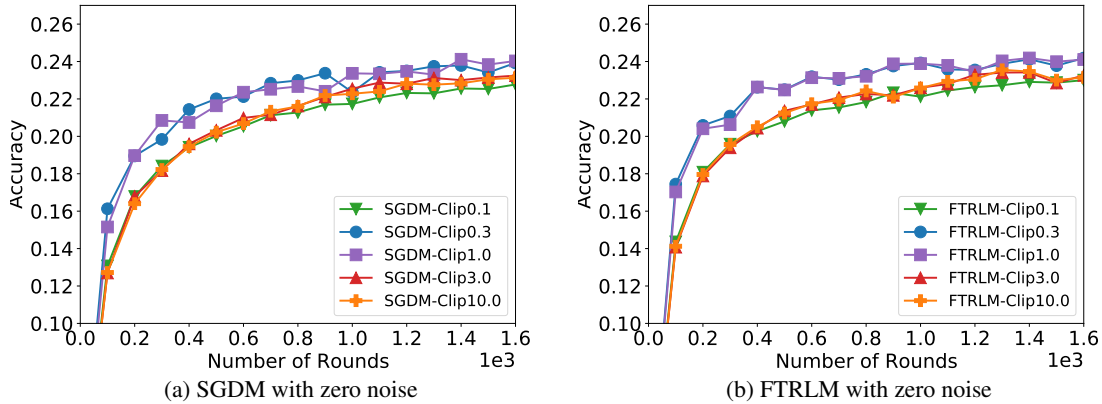 0.26
0.24
0.22
0.20
0.18
0.16
0.14
0.12
0.10
Accuracy
SGDM-Clip0.1
SGDM-Clip0.3
SGDM-Clip1.0
SGDM-Clip3.0
SGDM-Clip10.0
0.0 0.2 0.4 0.6 0.8 1.0 1.2 1.4 1.6
Number of Rounds
1e3
(a) SGDM with zero noise
0.26
0.24
0.22
0.20
0.18
0.16
0.14
0.12
0.10
Accuracy
FTRLM-Clip0.1
FTRLM-Clip0.3
FTRLM-Clip1.0
FTRLM-Clip3.0
FTRLM-Clip10.0
0.0 0.2 0.4 0.6 0.8 1.0 1.2 1.4 1.6
Number of Rounds
1e3
(b) FTRLM with zero noise